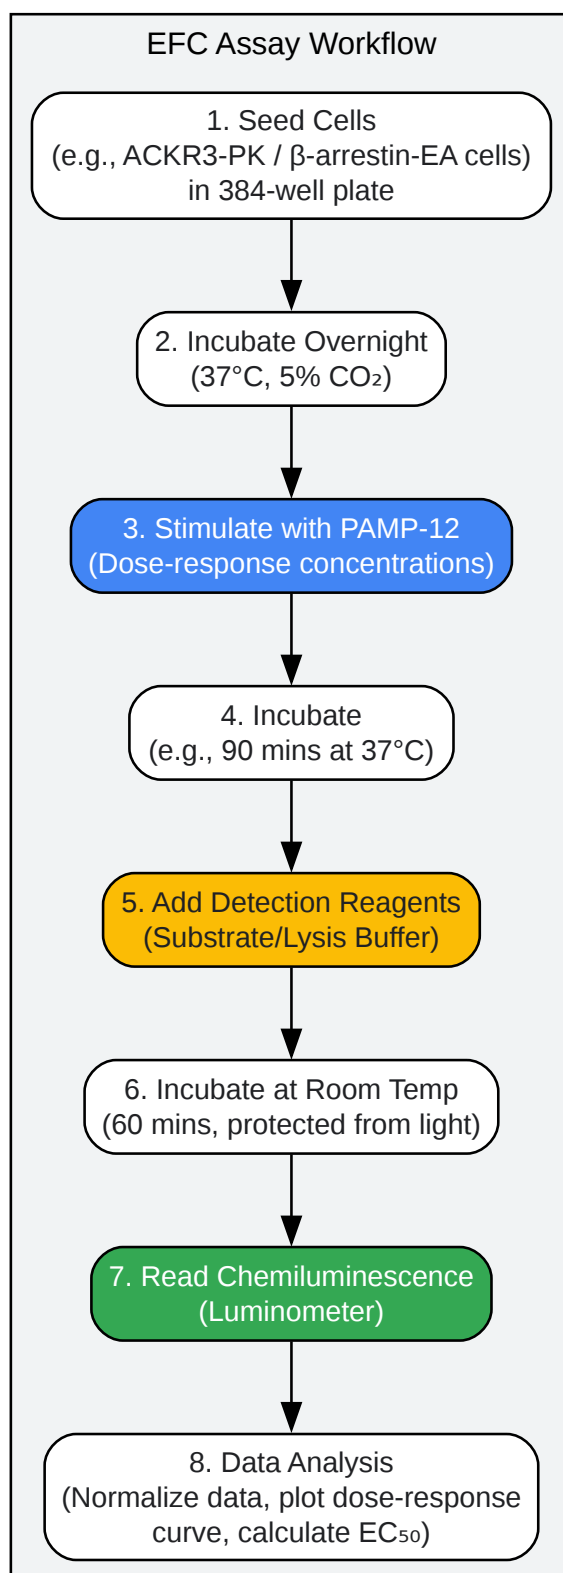 EFC Assay Workflow
1. Seed Cells
(e.g., ACKR3-PK / β-arrestin-EA cells)
in 384-well plate
2. Incubate Overnight
(37°C, 5% CO₂)
3. Stimulate with PAMP-12
(Dose-response concentrations)
4. Incubate
(e.g., 90 mins at 37°C)
5. Add Detection Reagents
(Substrate/Lysis Buffer)
6. Incubate at Room Temp
(60 mins, protected from light)
7. Read Chemiluminescence
(Luminometer)
8. Data Analysis
(Normalize data, plot dose-response
curve, calculate EC₅₀)